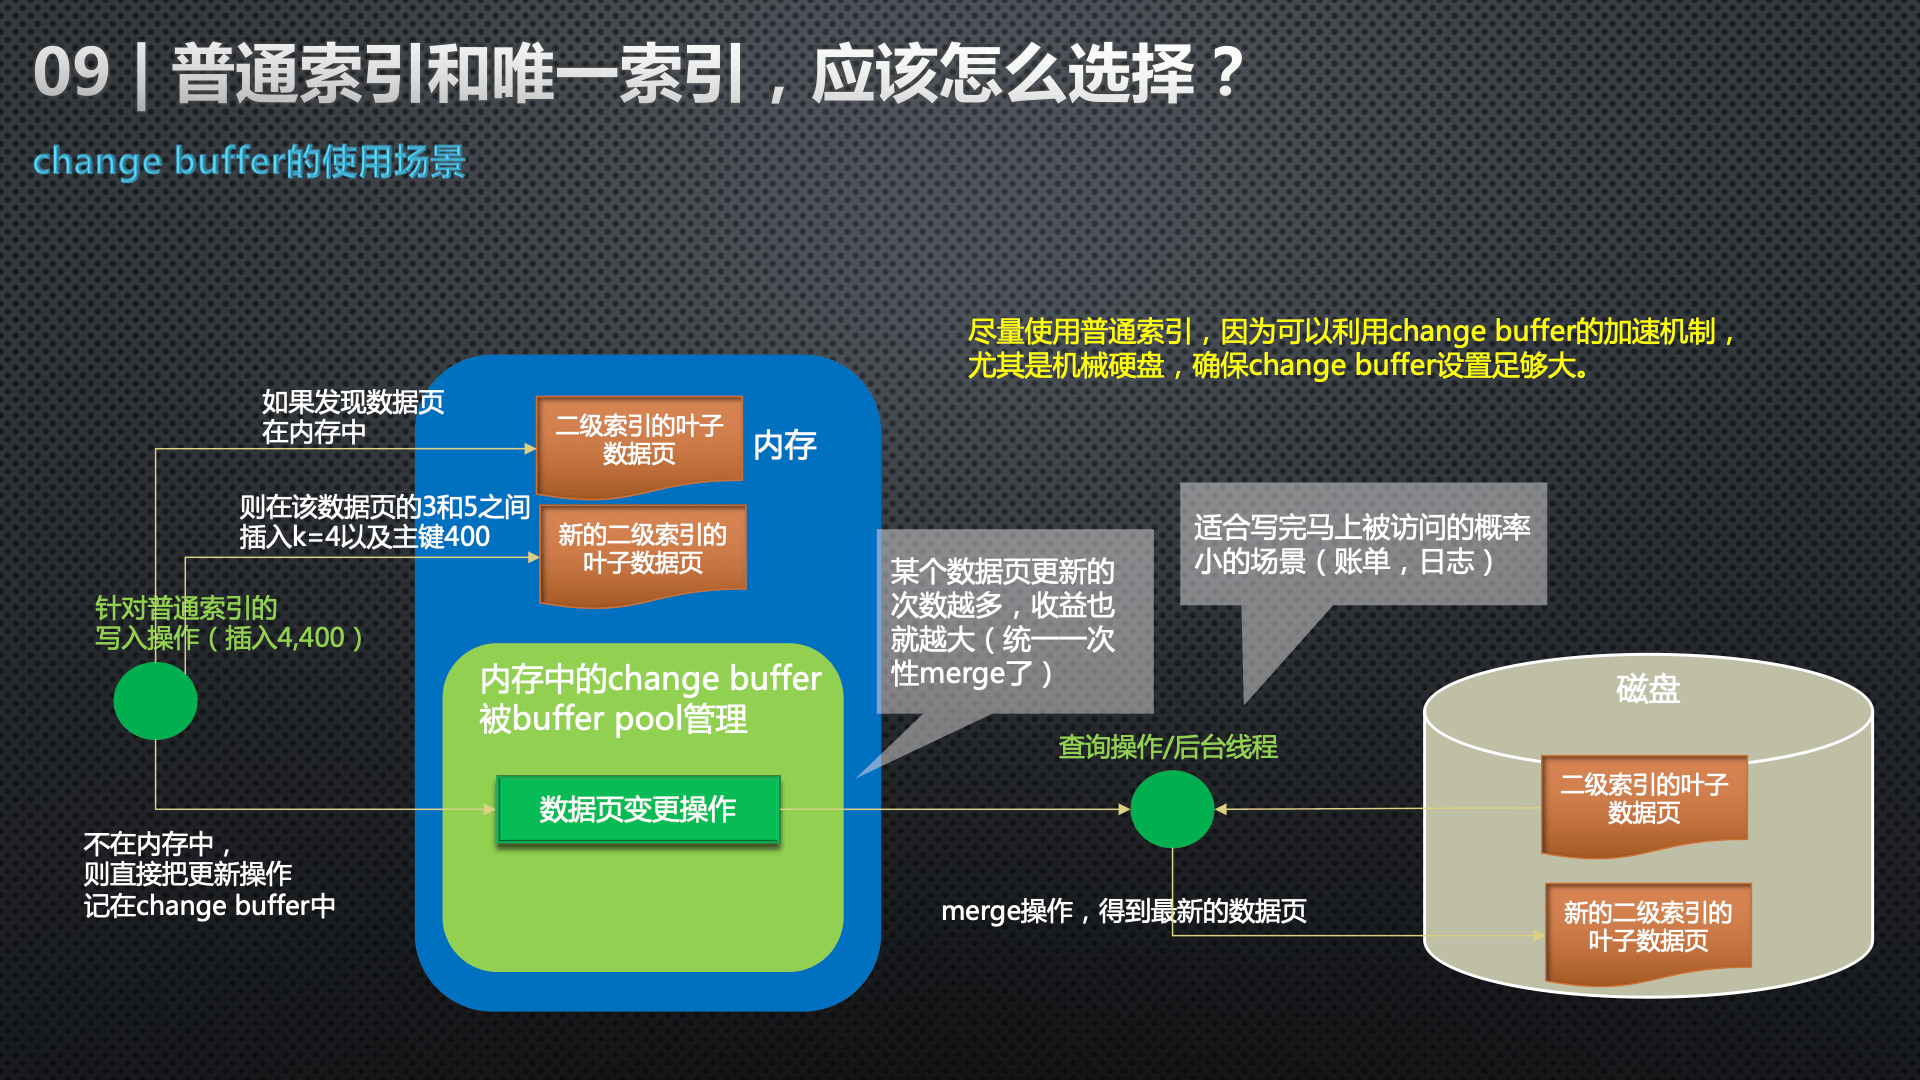 09 | 普通索引和唯一索引，应该怎么选择？
change buffer的使用场景
尽量使用普通索引，因为可以利用change buffer的加速机制，
尤其是机械硬盘，确保change buffer设置足够大。
如果发现数据页
在内存中
二级索引的叶子
数据页
内存
则在该数据页的3和5之间
插入k=4以及主键400
新的二级索引的
叶子数据页
针对普通索引的
写入操作（插入4,400）
内存中的change buffer
被buffer pool管理
数据页变更操作
不在内存中，
则直接把更新操作
记在change buffer中
某个数据页更新的
次数越多，收益也
就越大（统一一次
性merge了）
适合写完马上被访问的概率
小的场景（账单，日志）
查询操作/后台线程
merge操作，得到最新的数据页
磁盘
二级索引的叶子
数据页
新的二级索引的
叶子数据页